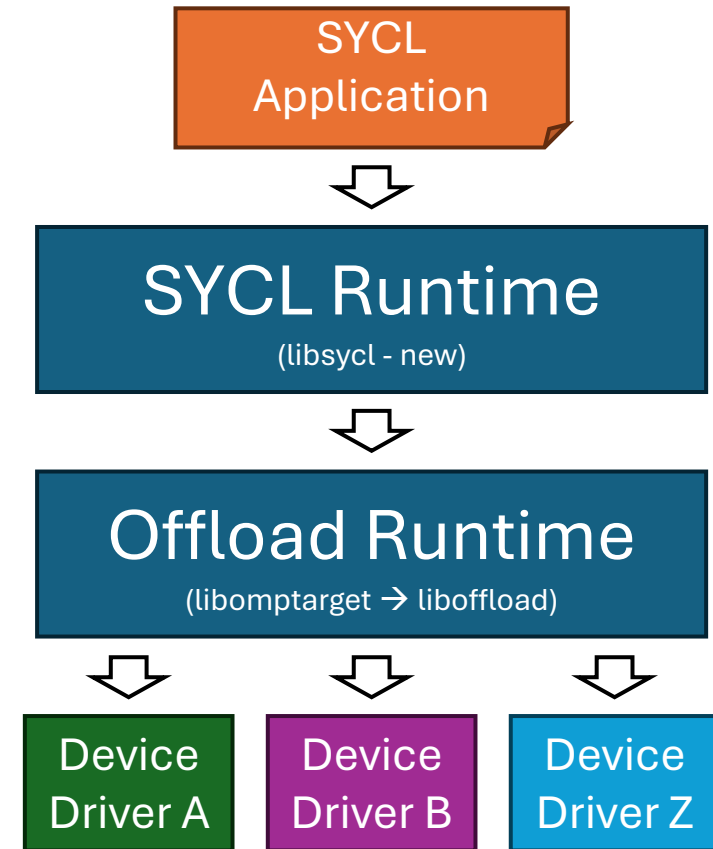 SYCL
Application
SYCL Runtime
(libsycl - new)
Offload Runtime
(libomptarget → liboffload)
Device
Driver A
Device
Driver B
Device
Driver Z